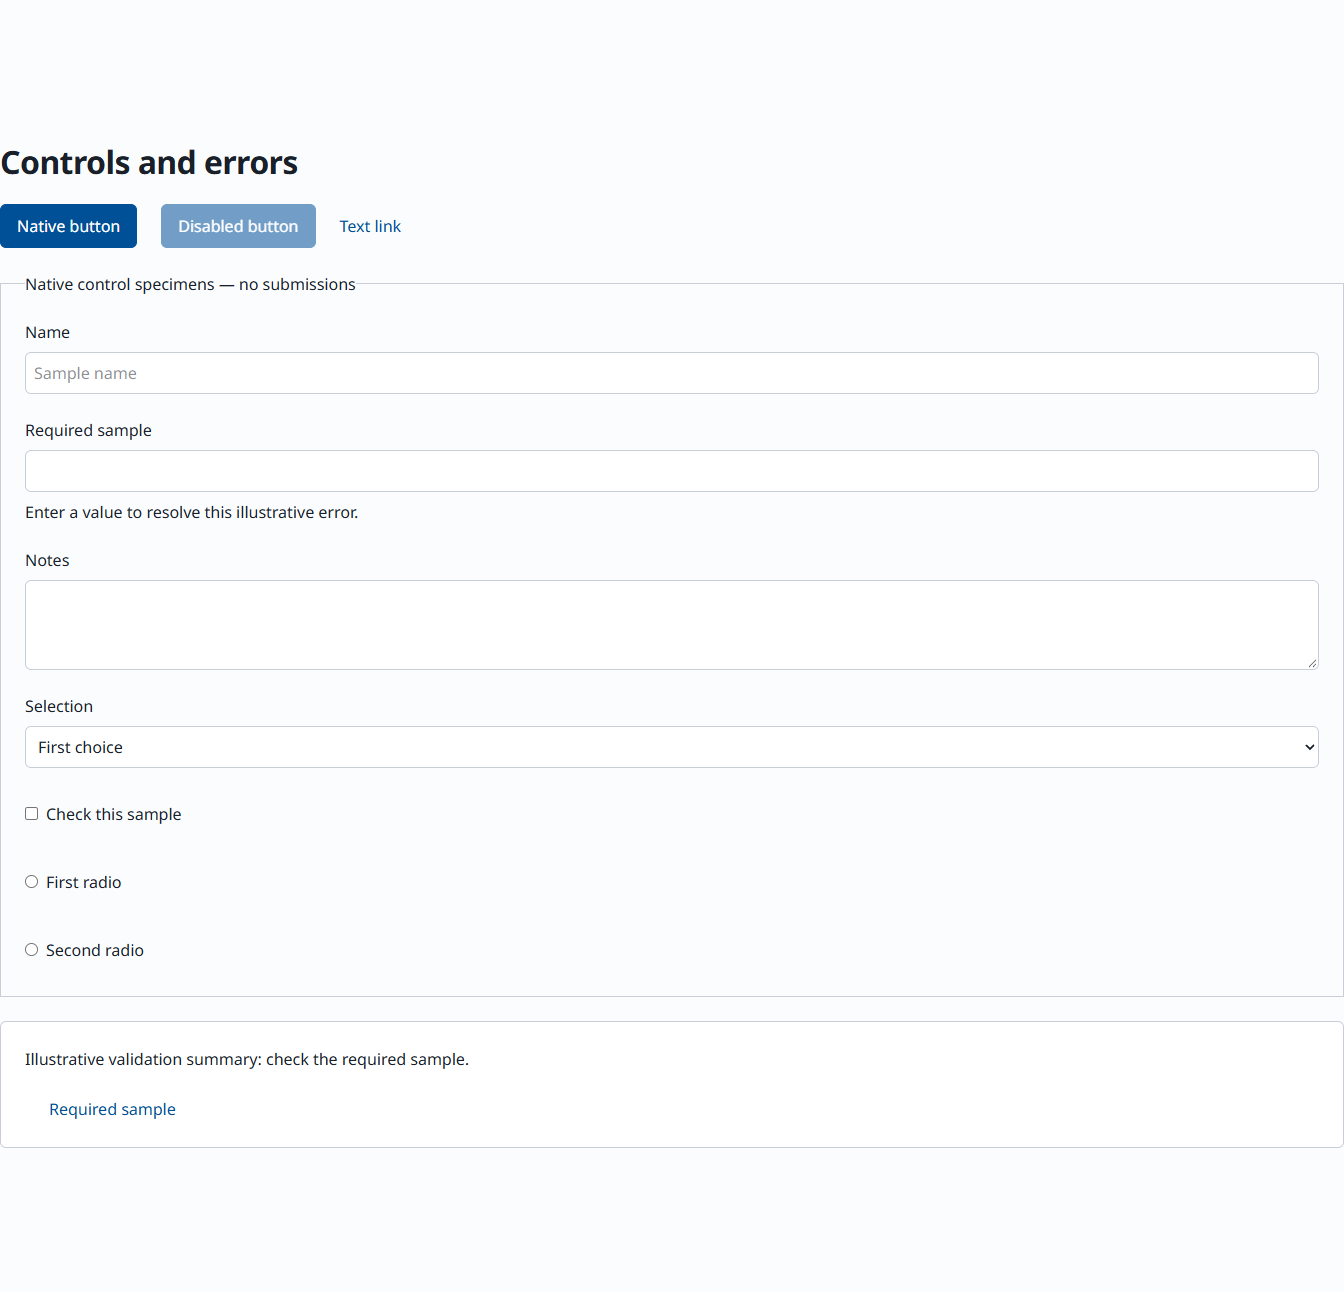 Controls and errors
Native button Disabled button Text link
Native control specimens — no submissions
Name
Sample name
Required sample
Enter a value to resolve this illustrative error.
Notes
Selection
First choice
Check this sample
First radio
Second radio
Illustrative validation summary: check the required sample.
Required sample